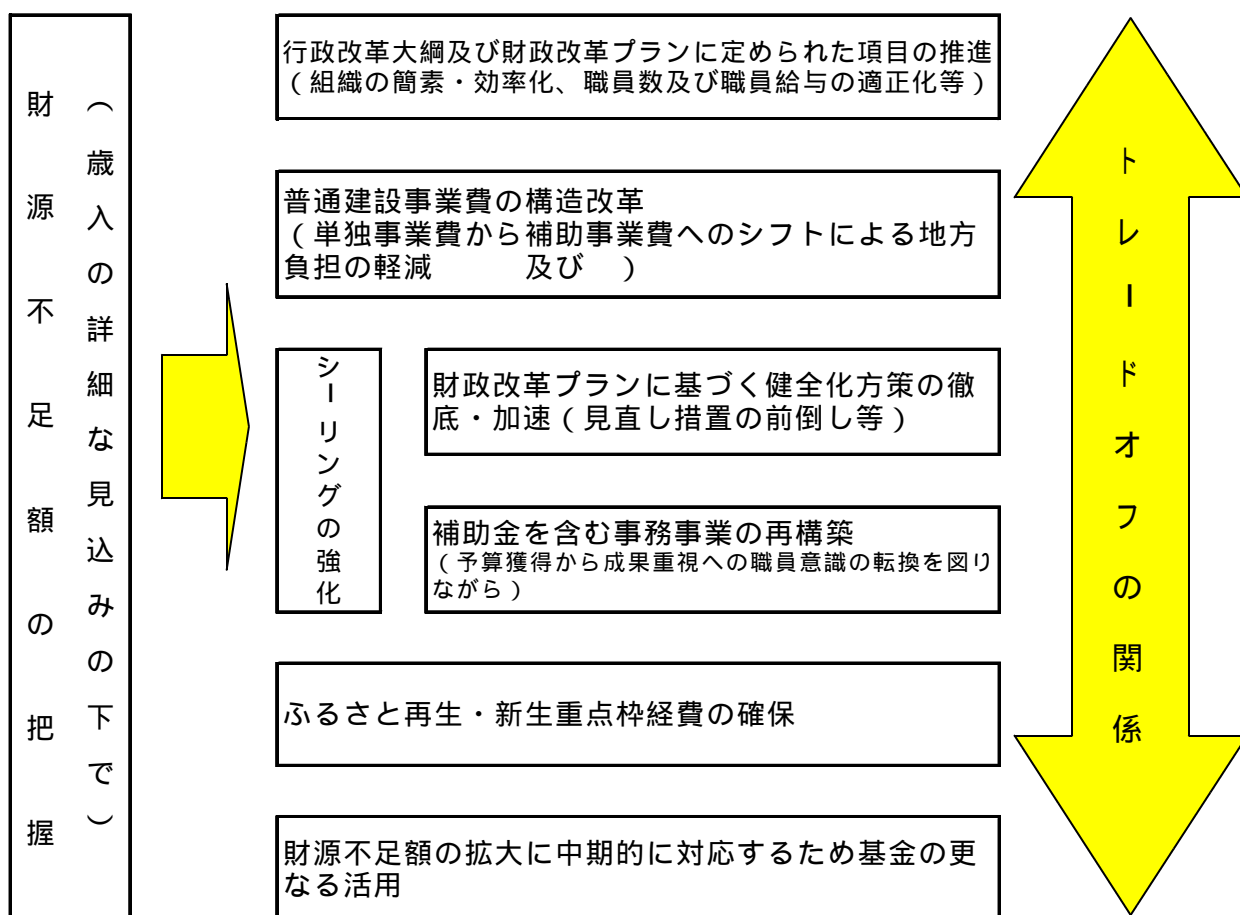 財源不足額の把握
(歳入の詳細な見込みの下で)
行政改革大綱及び財政改革プランに定められた項目の推進
(組織の簡素・効率化、職員数及び職員給与の適正化等)
普通建設事業費の構造改革
(単独事業費から補助事業費へのシフトによる地方
負担の軽減　　　及び　)
シーリングの強化
財政改革プランに基づく健全化方策の徹
底・加速(見直し措置の前倒し等)
補助金を含む事務事業の再構築
(予算獲得から成果重視への職員意識の転換を図り
ながら)
ふるさと再生・新生重点枠経費の確保
財源不足額の拡大に中期的に対応するため基金の更
なる活用
トレードオフの関係